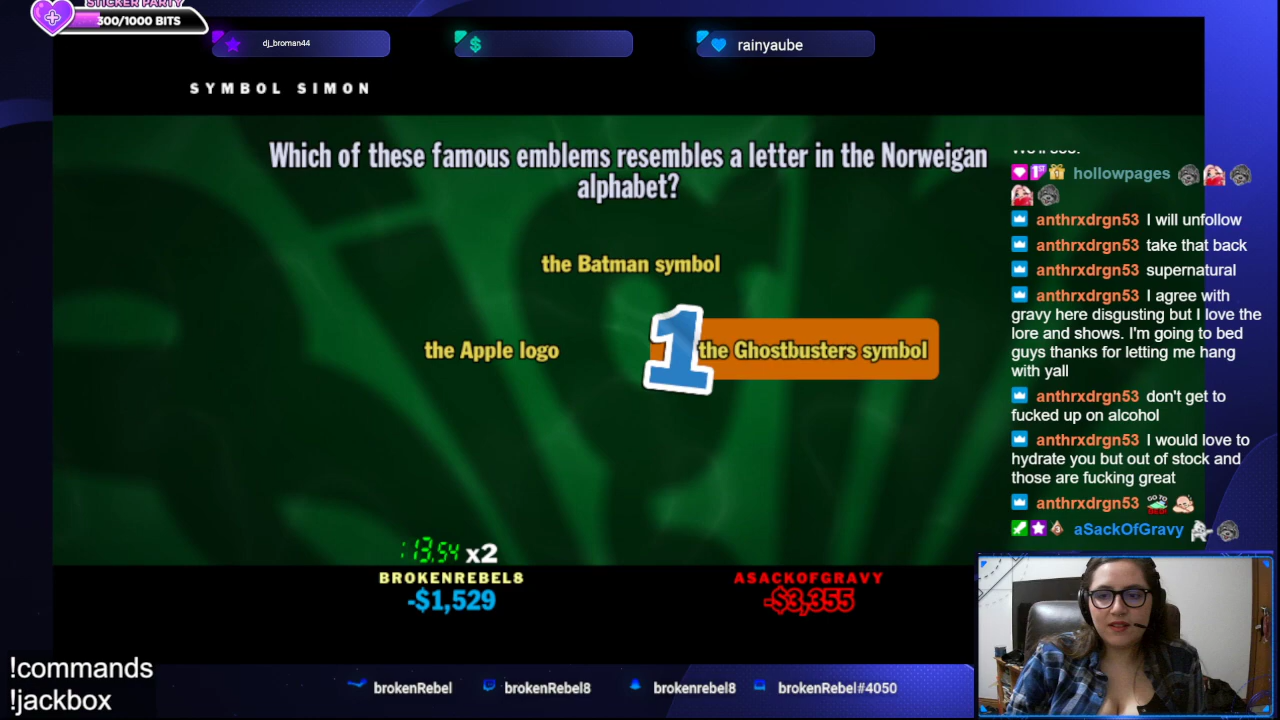 STICKER PARTY
300/1000 BITS
dj_broman44
$
rainyaube
SYMBOL SIMON
Which of these famous emblems resembles a letter in the Norweigan
alphabet?
the Batman symbol
the Apple logo
1
the Ghostbusters symbol
:13.54 x2
BROKENREBEL8
-$1,529
ASACKOFGRAVY
-$3,355
hollowpages
anthrxdrgn53 I will unfollow
anthrxdrgn53 take that back
anthrxdrgn53 supernatural
anthrxdrgn53 I agree with
gravy here disgusting but I love the
lore and shows. I'm going to bed
guys thanks for letting me hang
with yall
anthrxdrgn53 don't get to
fucked up on alcohol
anthrxdrgn53 I would love to
hydrate you but out of stock and
those are fucking great
anthrxdrgn53 GO TO
aSackOfGravy
!commands
!jackbox
brokenRebel
brokenRebel8
brokenrebel8
brokenRebel#4050